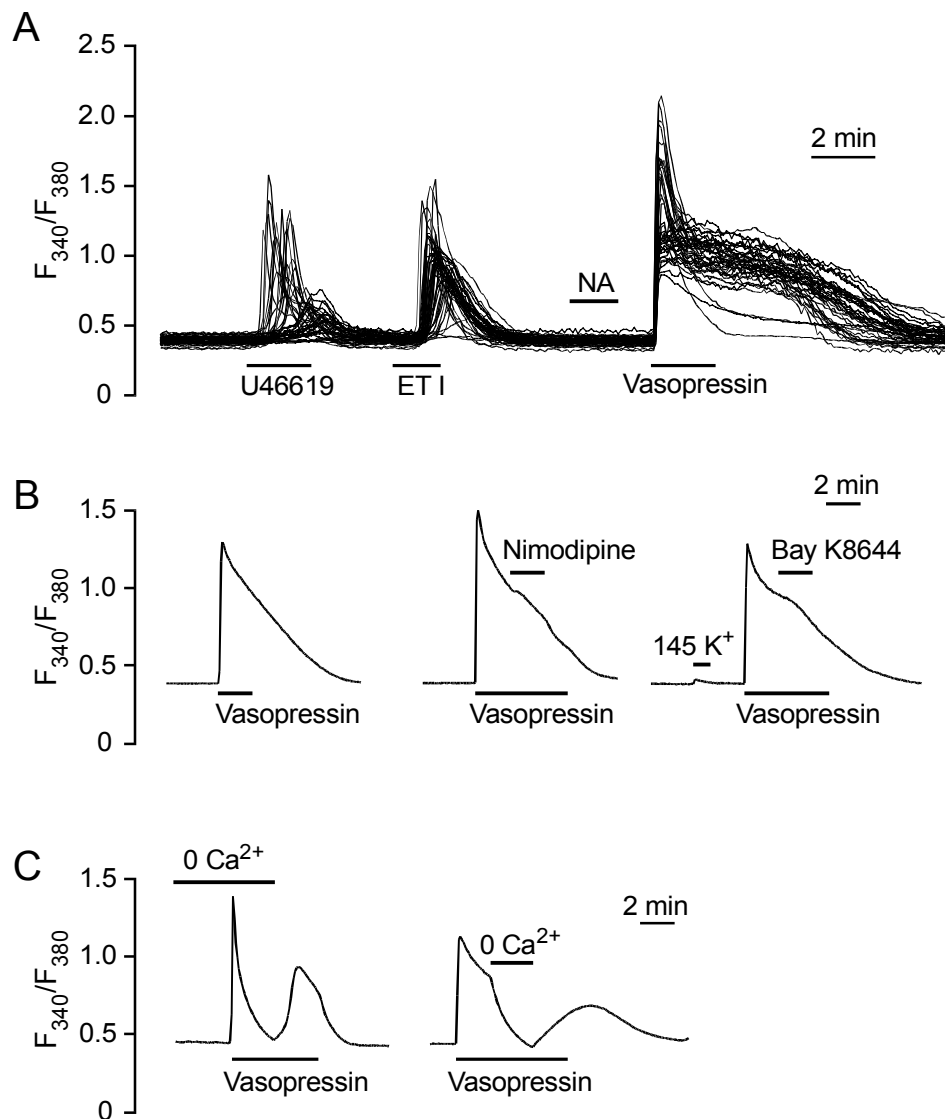 A
2.5
2.0
1.5
1.0
0.5
0
F340/F380
2 min
NA
U46619
ET I
Vasopressin
B
1.5
1.0
0.5
0
F340/F380
2 min
Nimodipine
Bay K8644
145 K+
Vasopressin
Vasopressin
Vasopressin
C
1.5
1.0
0.5
0
F340/F380
0 Ca2+
2 min
0 Ca2+
Vasopressin
Vasopressin